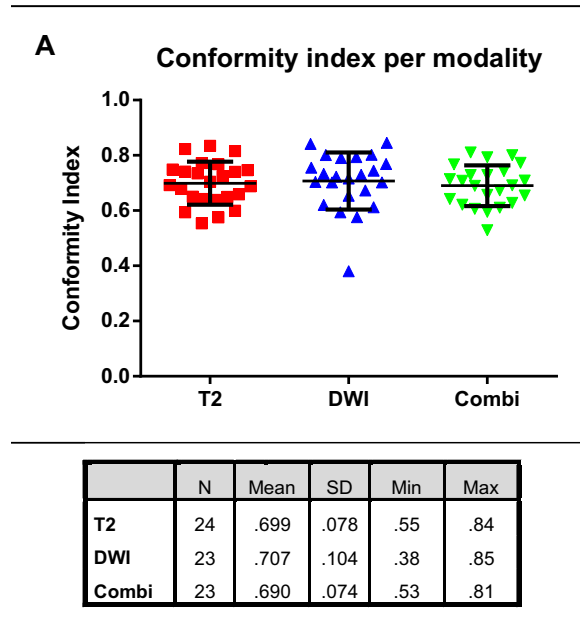 A
Conformity index per modality
1.0
0.8
0.6
0.4
0.2
0.0
Conformity Index
T2 DWI Combi
N Mean SD Min Max
T2 24 .699 .078 .55 .84
DWI 23 .707 .104 .38 .85
Combi 23 .690 .074 .53 .81